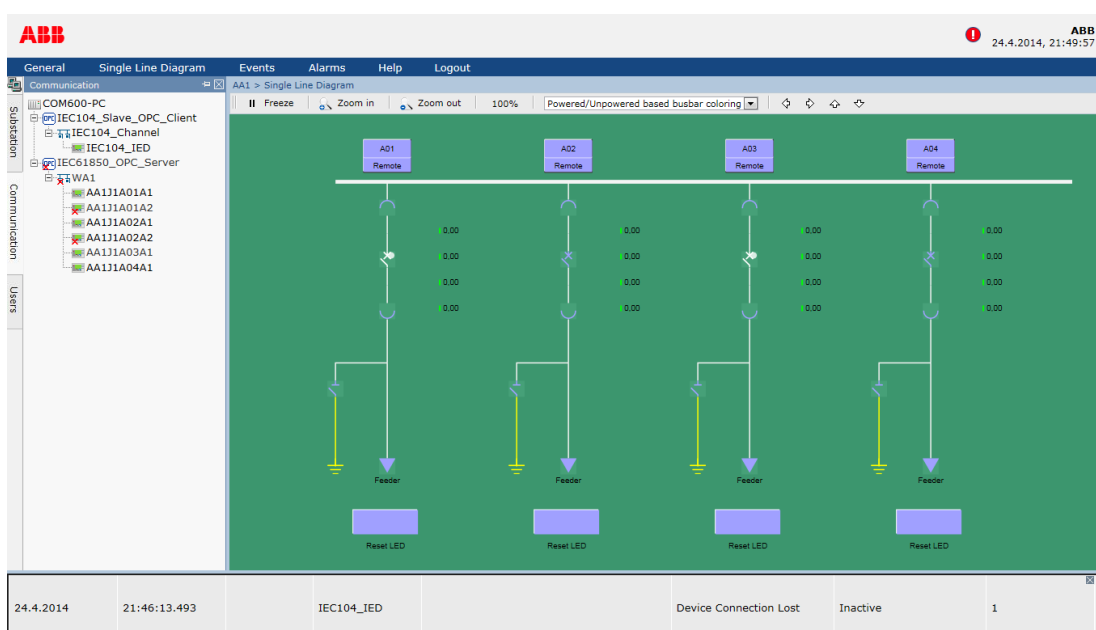 ABB
ABB
24.4.2014, 21:49:57
General Single Line Diagram Events Alarms Help Logout
Communication
AA1 > Single Line Diagram
Freeze Zoom in Zoom out 100% Powered/Unpowered based busbar coloring
Substation
Communication
Users
COM600-PC
OPC IEC104_Slave_OPC_Client
IEC104_Channel
IEC104_IED
OPC IEC61850_OPC_Server
WA1
AA1J1A01A1
AA1J1A01A2
AA1J1A02A1
AA1J1A02A2
AA1J1A03A1
AA1J1A04A1
A01 A02 A03 A04
Remote Remote Remote Remote
I 0,00 I 0,00 I 0,00 I 0,00
I 0,00 I 0,00 I 0,00 I 0,00
I 0,00 I 0,00 I 0,00 I 0,00
I 0,00 I 0,00 I 0,00 I 0,00
Feeder Feeder Feeder Feeder
Reset LED Reset LED Reset LED Reset LED
24.4.2014 21:46:13.493 IEC104_IED Device Connection Lost Inactive 1